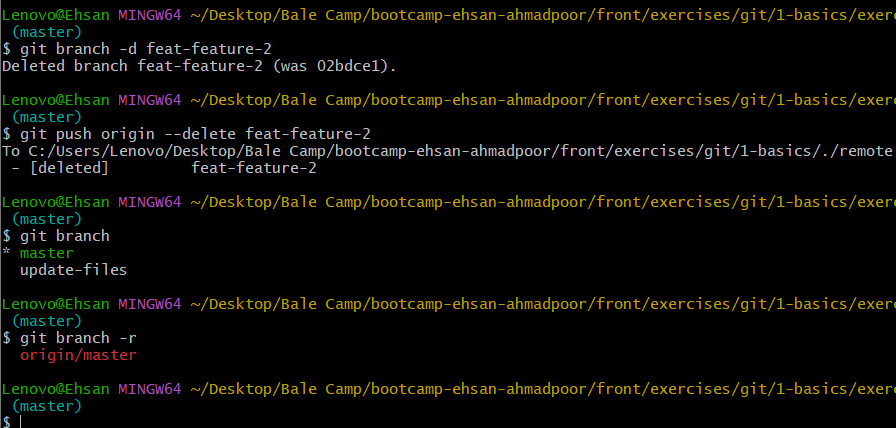 Lenovo@Ehsan MINGW64 ~/Desktop/Bale Camp/bootcamp-ehsan-ahmadpoor/front/exercises/git/1-basics/exer
(master)
$ git branch -d feat-feature-2
Deleted branch feat-feature-2 (was 02bdce1).
Lenovo@Ehsan MINGW64 ~/Desktop/Bale Camp/bootcamp-ehsan-ahmadpoor/front/exercises/git/1-basics/exer
(master)
$ git push origin --delete feat-feature-2
To C:/Users/Lenovo/Desktop/Bale Camp/bootcamp-ehsan-ahmadpoor/front/exercises/git/1-basics/./remote
- [deleted] feat-feature-2
Lenovo@Ehsan MINGW64 ~/Desktop/Bale Camp/bootcamp-ehsan-ahmadpoor/front/exercises/git/1-basics/exer
(master)
$ git branch
* master
update-files
Lenovo@Ehsan MINGW64 ~/Desktop/Bale Camp/bootcamp-ehsan-ahmadpoor/front/exercises/git/1-basics/exer
(master)
$ git branch -r
origin/master
Lenovo@Ehsan MINGW64 ~/Desktop/Bale Camp/bootcamp-ehsan-ahmadpoor/front/exercises/git/1-basics/exer
(master)
$